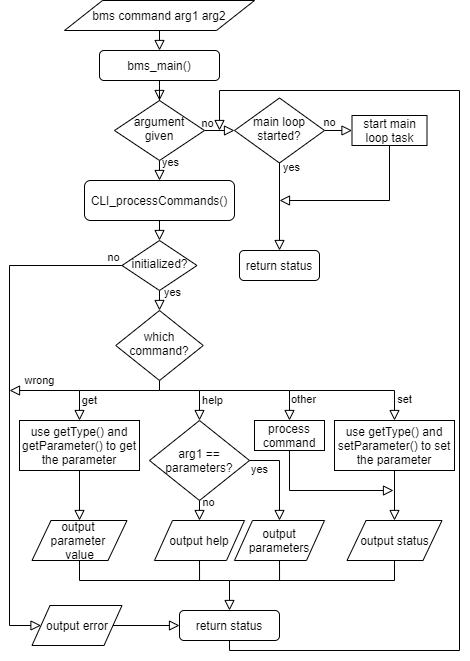 bms command arg1 arg2
bms_main()
argument
given
no
main loop
started?
no
start main
loop task
yes
yes
CLI_processCommands()
return status
no
initialized?
yes
which
command?
wrong
get
help
other
set
use getType() and
getParameter() to get
the parameter
arg1 ==
parameters?
process
command
use getType() and
setParameter() to set
the parameter
yes
no
output
parameter
value
output help
output
parameters
output status
output error
return status